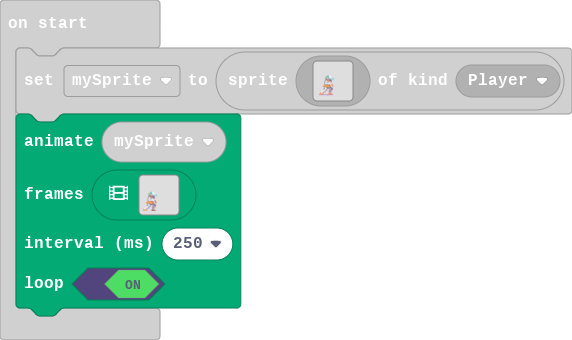 on start
set mySprite to sprite of kind Player
animate mySprite
frames
interval (ms) 250
loop ON